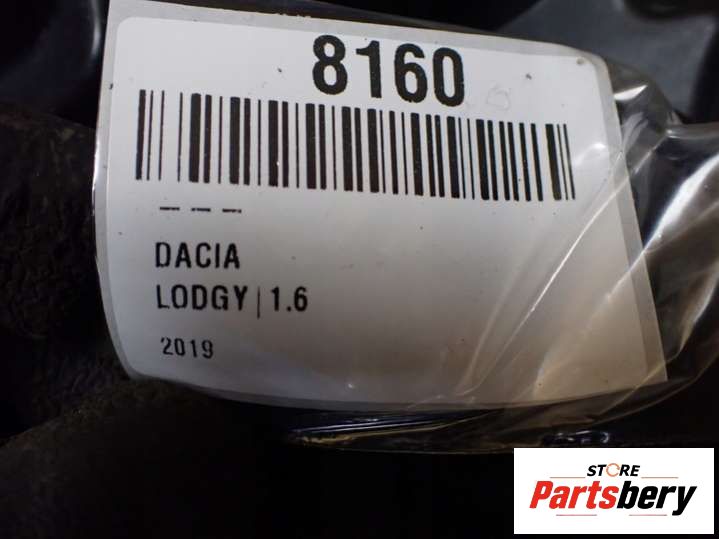 8160
– – –
DACIA
LODGY | 1.6
2019
STORE
Partsbery